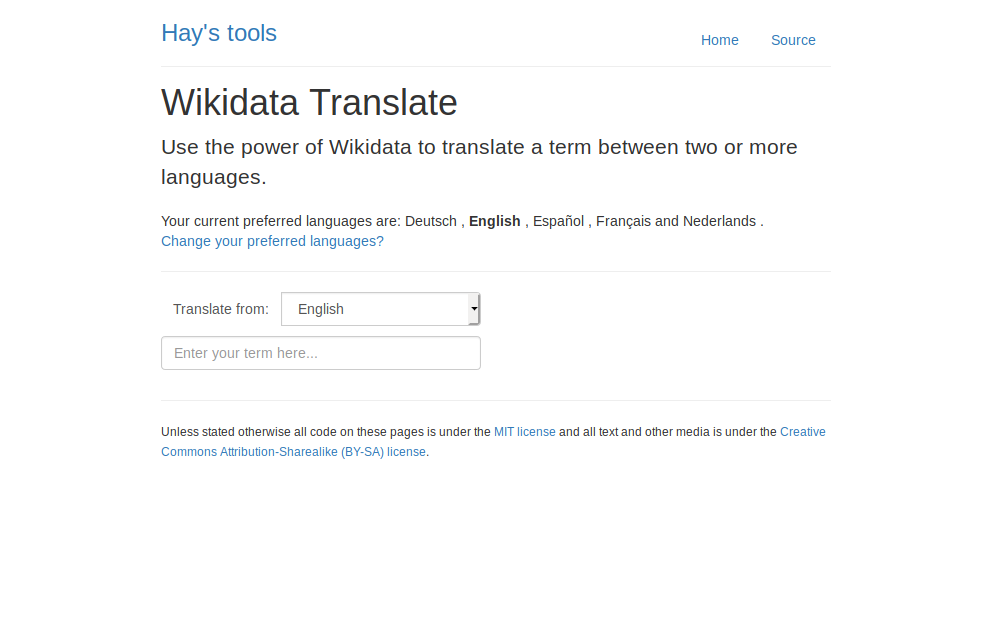 Hay's tools
Home Source
Wikidata Translate
Use the power of Wikidata to translate a term between two or more
languages.
Your current preferred languages are: Deutsch , English , Español , Français and Nederlands .
Change your preferred languages?
Translate from: English
Enter your term here...
Unless stated otherwise all code on these pages is under the MIT license and all text and other media is under the Creative
Commons Attribution-Sharealike (BY-SA) license.